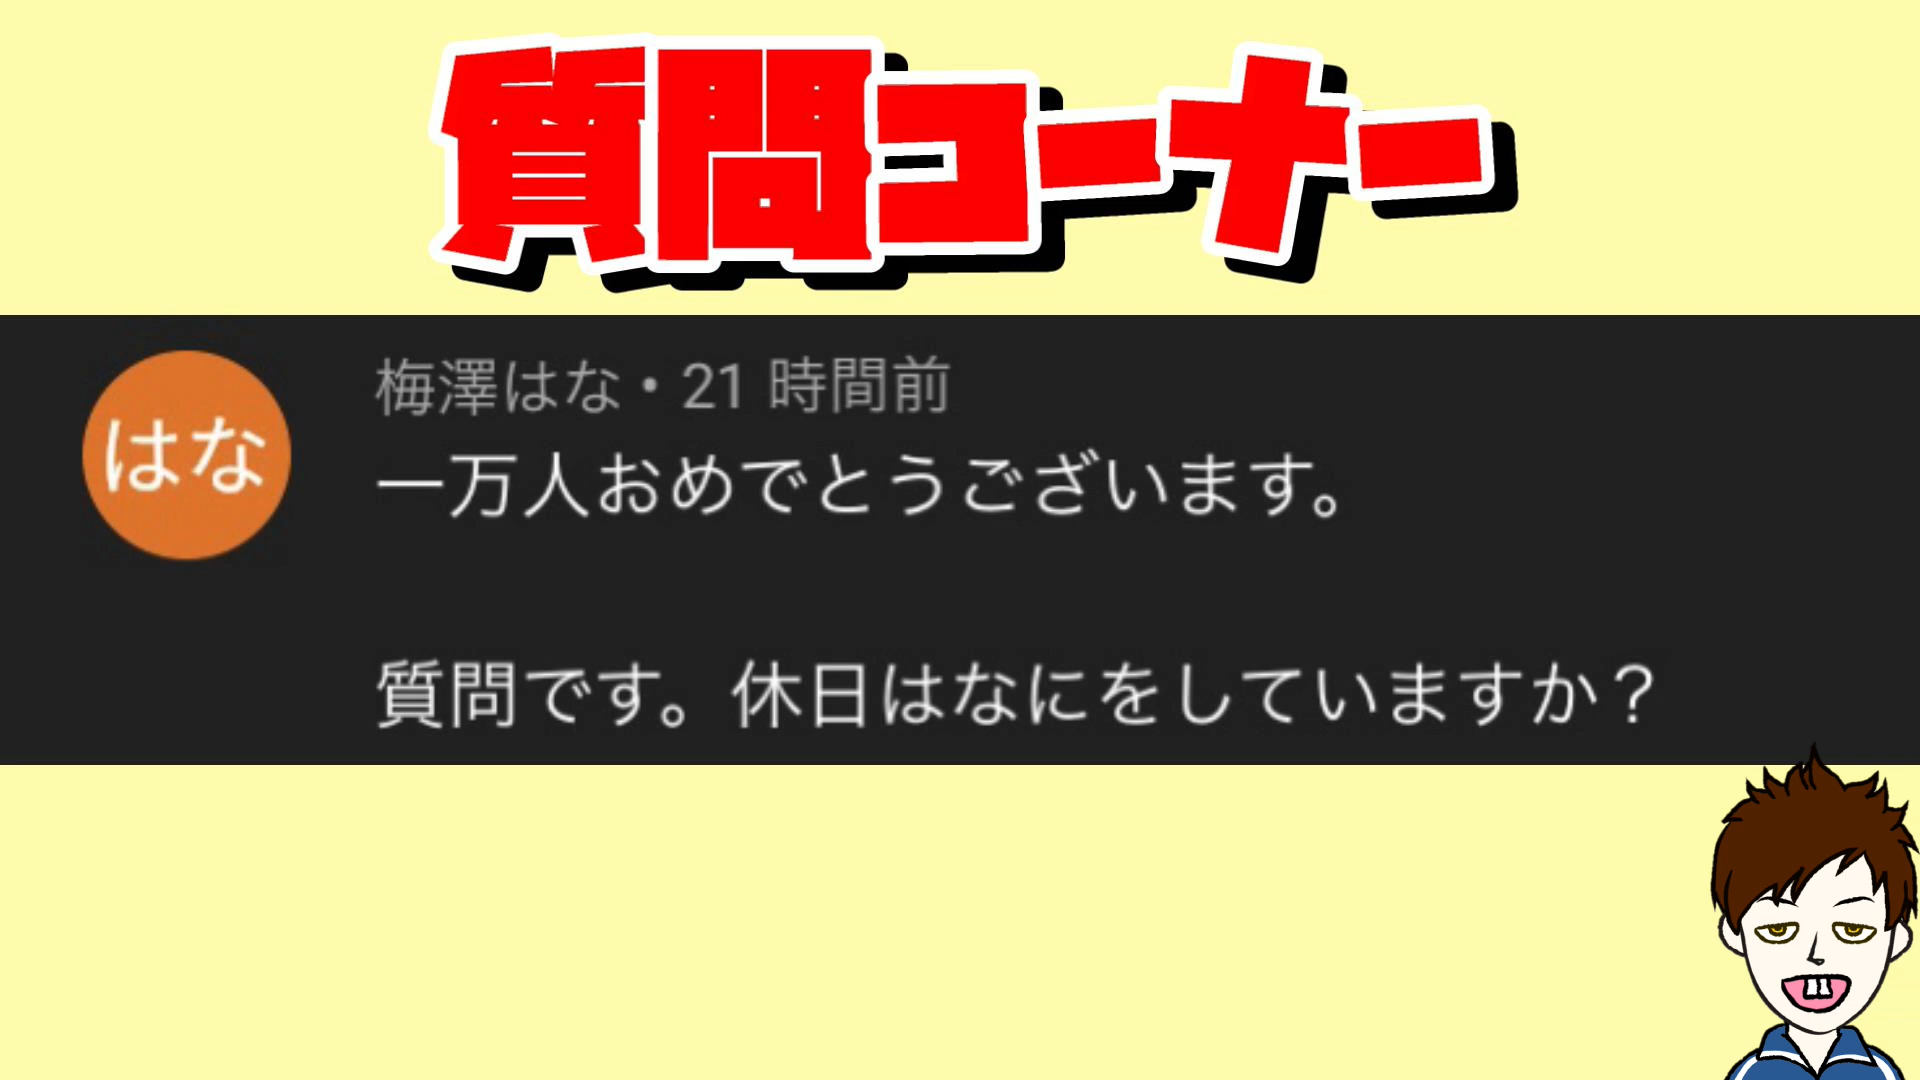 質問コーナー
はな
梅澤はな・21 時間前
一万人おめでとうございます。
質問です。休日はなにをしていますか？